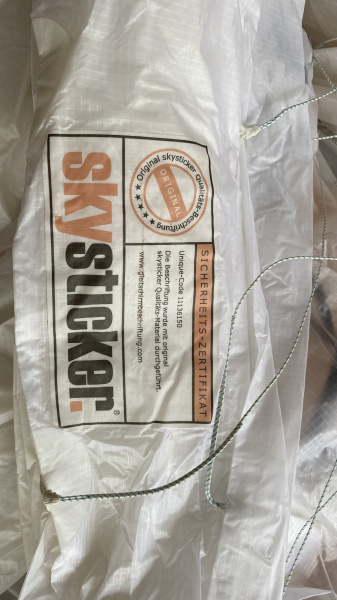 SICHERHEITS-ZERTIFIKAT
Original skysticker Qualitäts-Beschriftung
ORIGINAL
Unique-Code 11136150
Die Beschriftung wurde mit original
skysticker Qualitäts-Material durchgeführt.
www.gleitschirmbeschriftung.com
skysticker.®